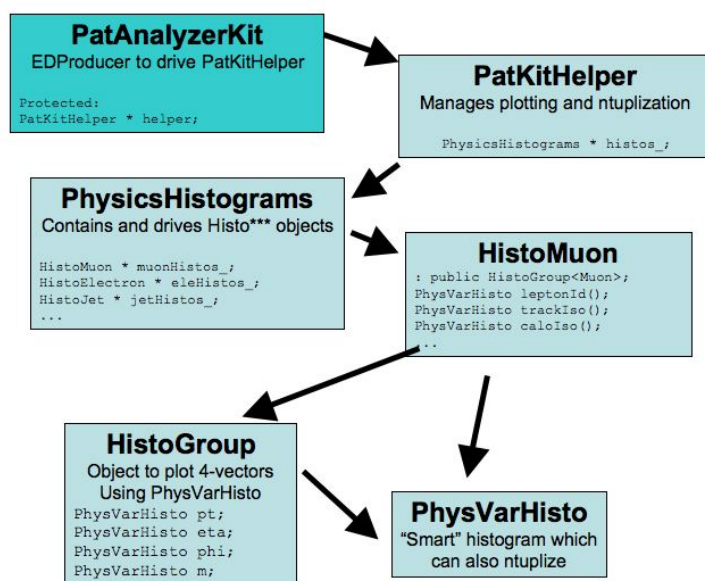 PatAnalyzerKit
EDProducer to drive PatKitHelper
Protected:
PatKitHelper * helper;
PatKitHelper
Manages plotting and ntuplization
PhysicsHistograms * histos_;
PhysicsHistograms
Contains and drives Histo*** objects
HistoMuon * muonHistos_;
HistoElectron * eleHistos_;
HistoJet * jetHistos_;
...
HistoMuon
: public HistoGroup<Muon>;
PhysVarHisto leptonId();
PhysVarHisto trackIso();
PhysVarHisto caloIso();
...
HistoGroup
Object to plot 4-vectors
Using PhysVarHisto
PhysVarHisto pt;
PhysVarHisto eta;
PhysVarHisto phi;
PhysVarHisto m;
PhysVarHisto
“Smart” histogram which
can also ntuplize